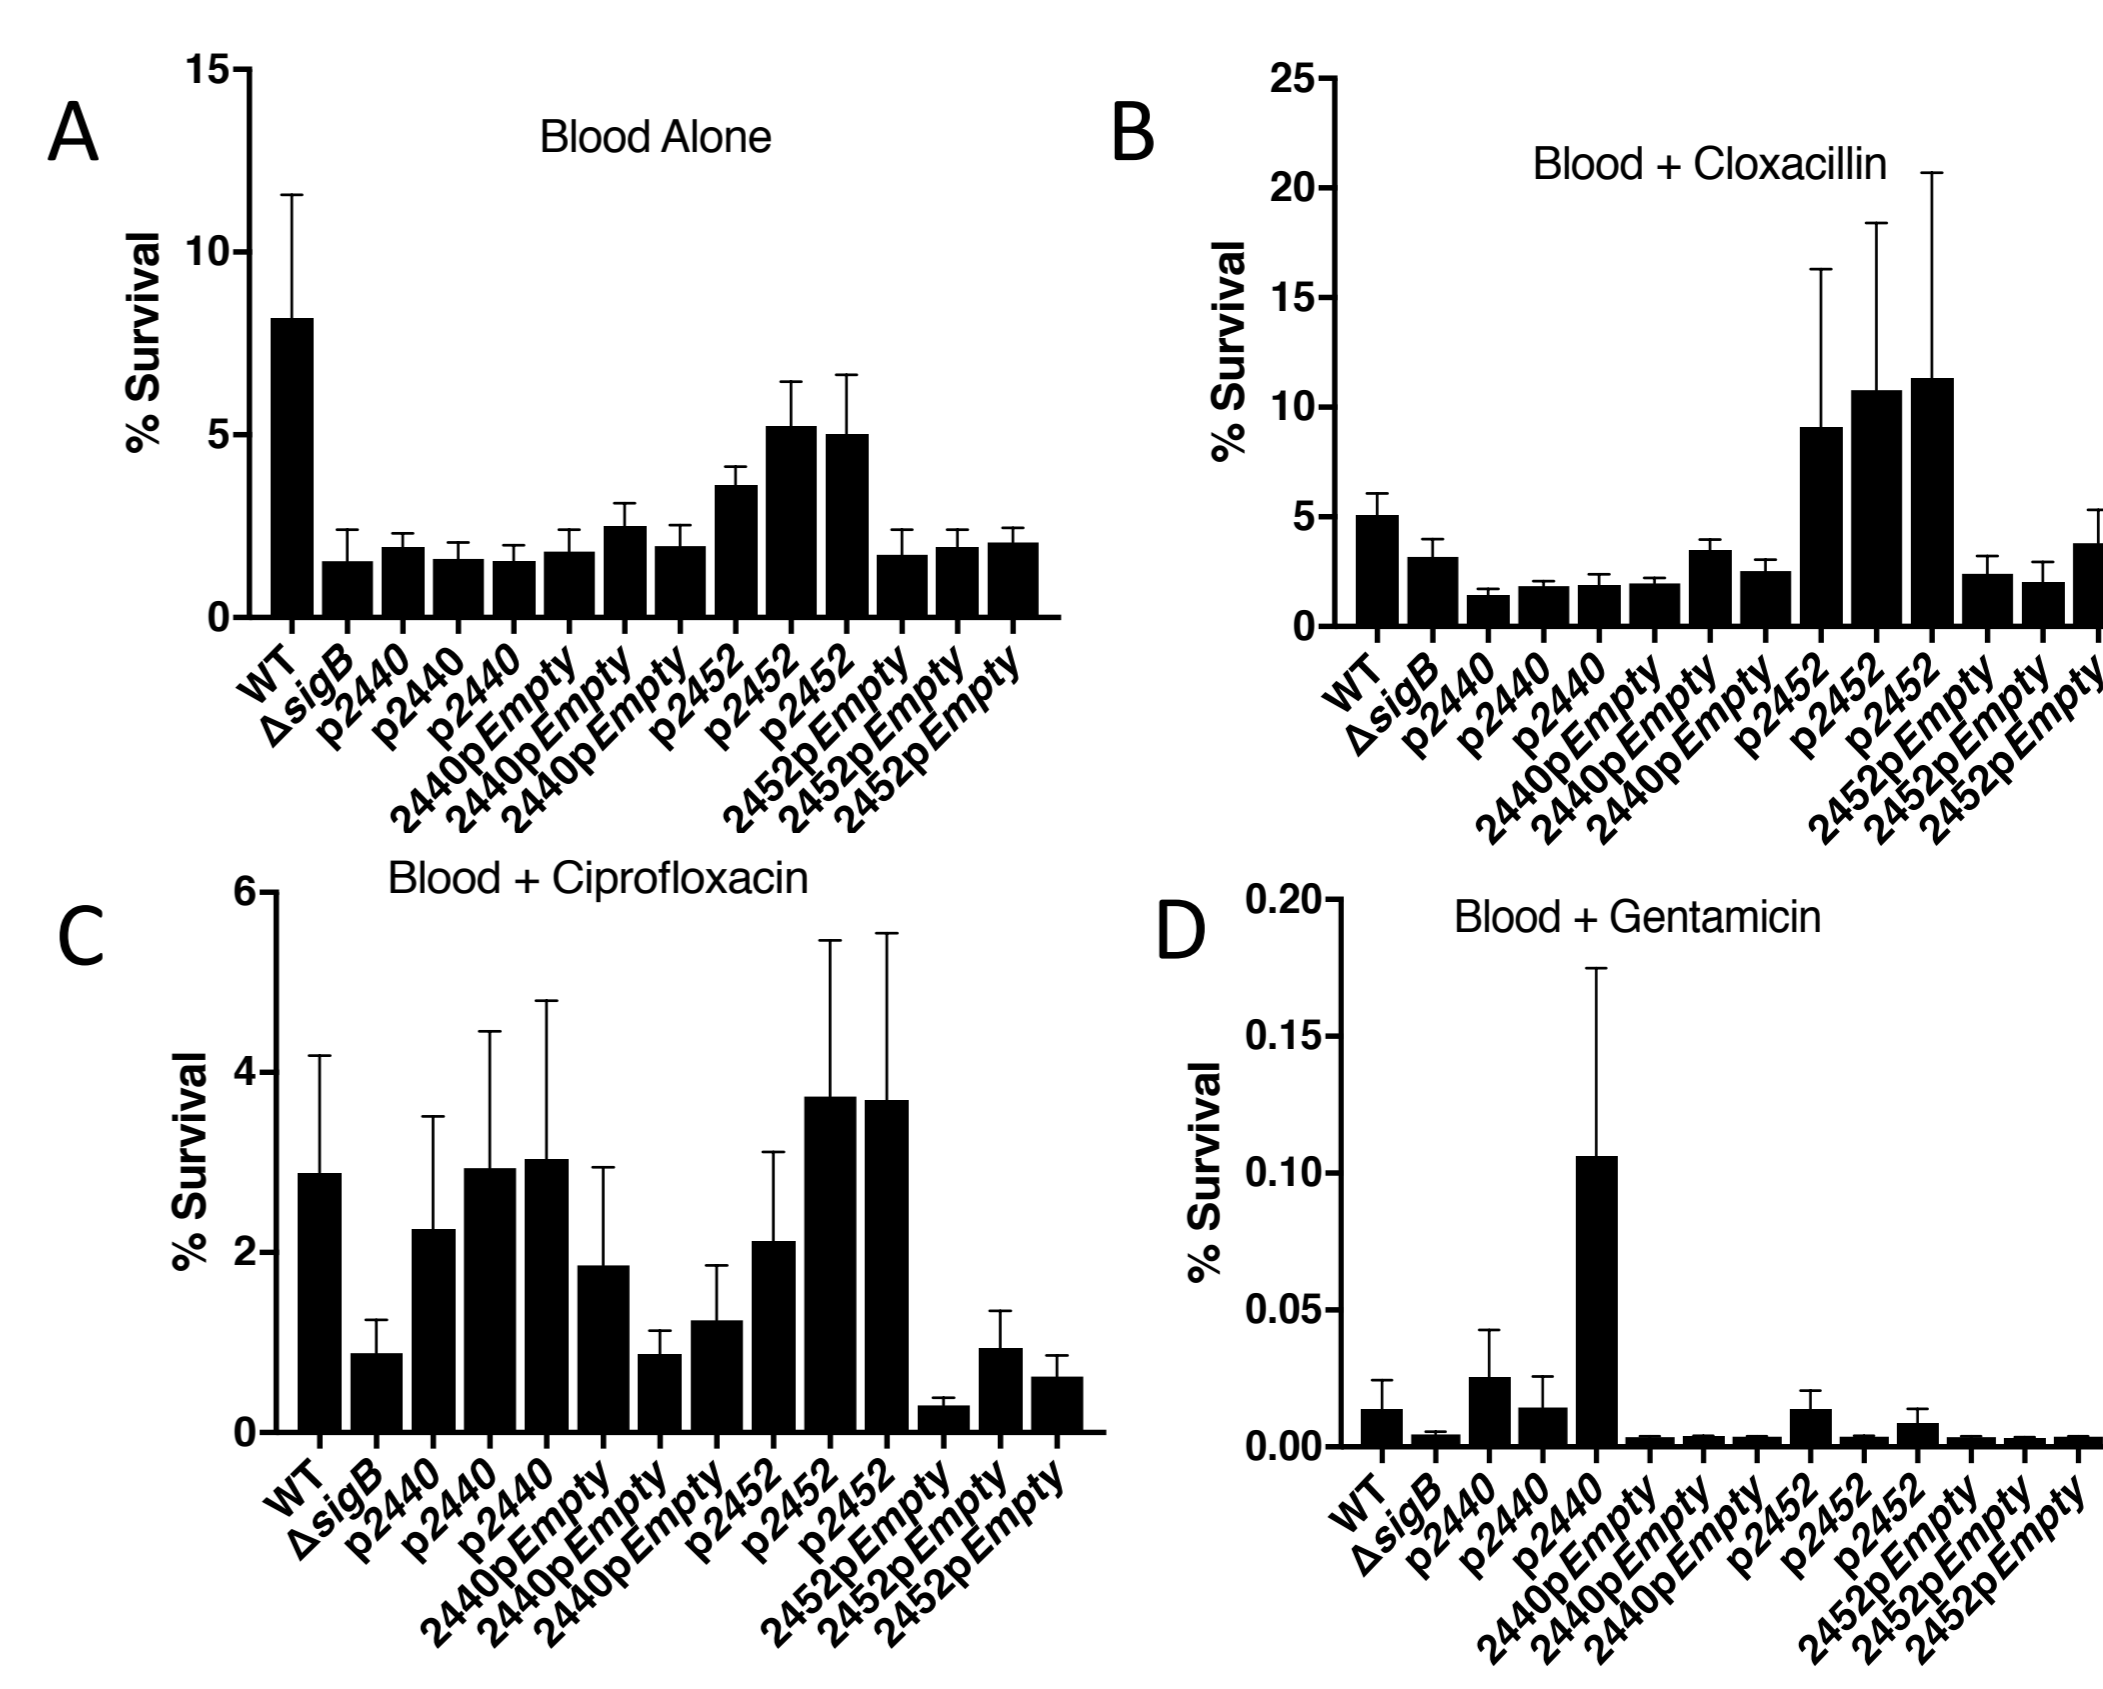 A
Blood Alone
% Survival
15
10
5
0
WT
ΔsigB
p2440
p2440
p2440
2440pEmpty
2440pEmpty
2440pEmpty
p2452
p2452
p2452
2452pEmpty
2452pEmpty
2452pEmpty
B
Blood + Cloxacillin
% Survival
25
20
15
10
5
0
WT
ΔsigB
p2440
p2440
p2440
2440pEmpty
2440pEmpty
2440pEmpty
p2452
p2452
p2452
2452pEmpty
2452pEmpty
2452pEmpty
C
Blood + Ciprofloxacin
% Survival
6
4
2
0
WT
ΔsigB
p2440
p2440
p2440
2440pEmpty
2440pEmpty
2440pEmpty
p2452
p2452
p2452
2452pEmpty
2452pEmpty
2452pEmpty
D
Blood + Gentamicin
% Survival
0.20
0.15
0.10
0.05
0.00
WT
ΔsigB
p2440
p2440
p2440
2440pEmpty
2440pEmpty
2440pEmpty
p2452
p2452
p2452
2452pEmpty
2452pEmpty
2452pEmpty